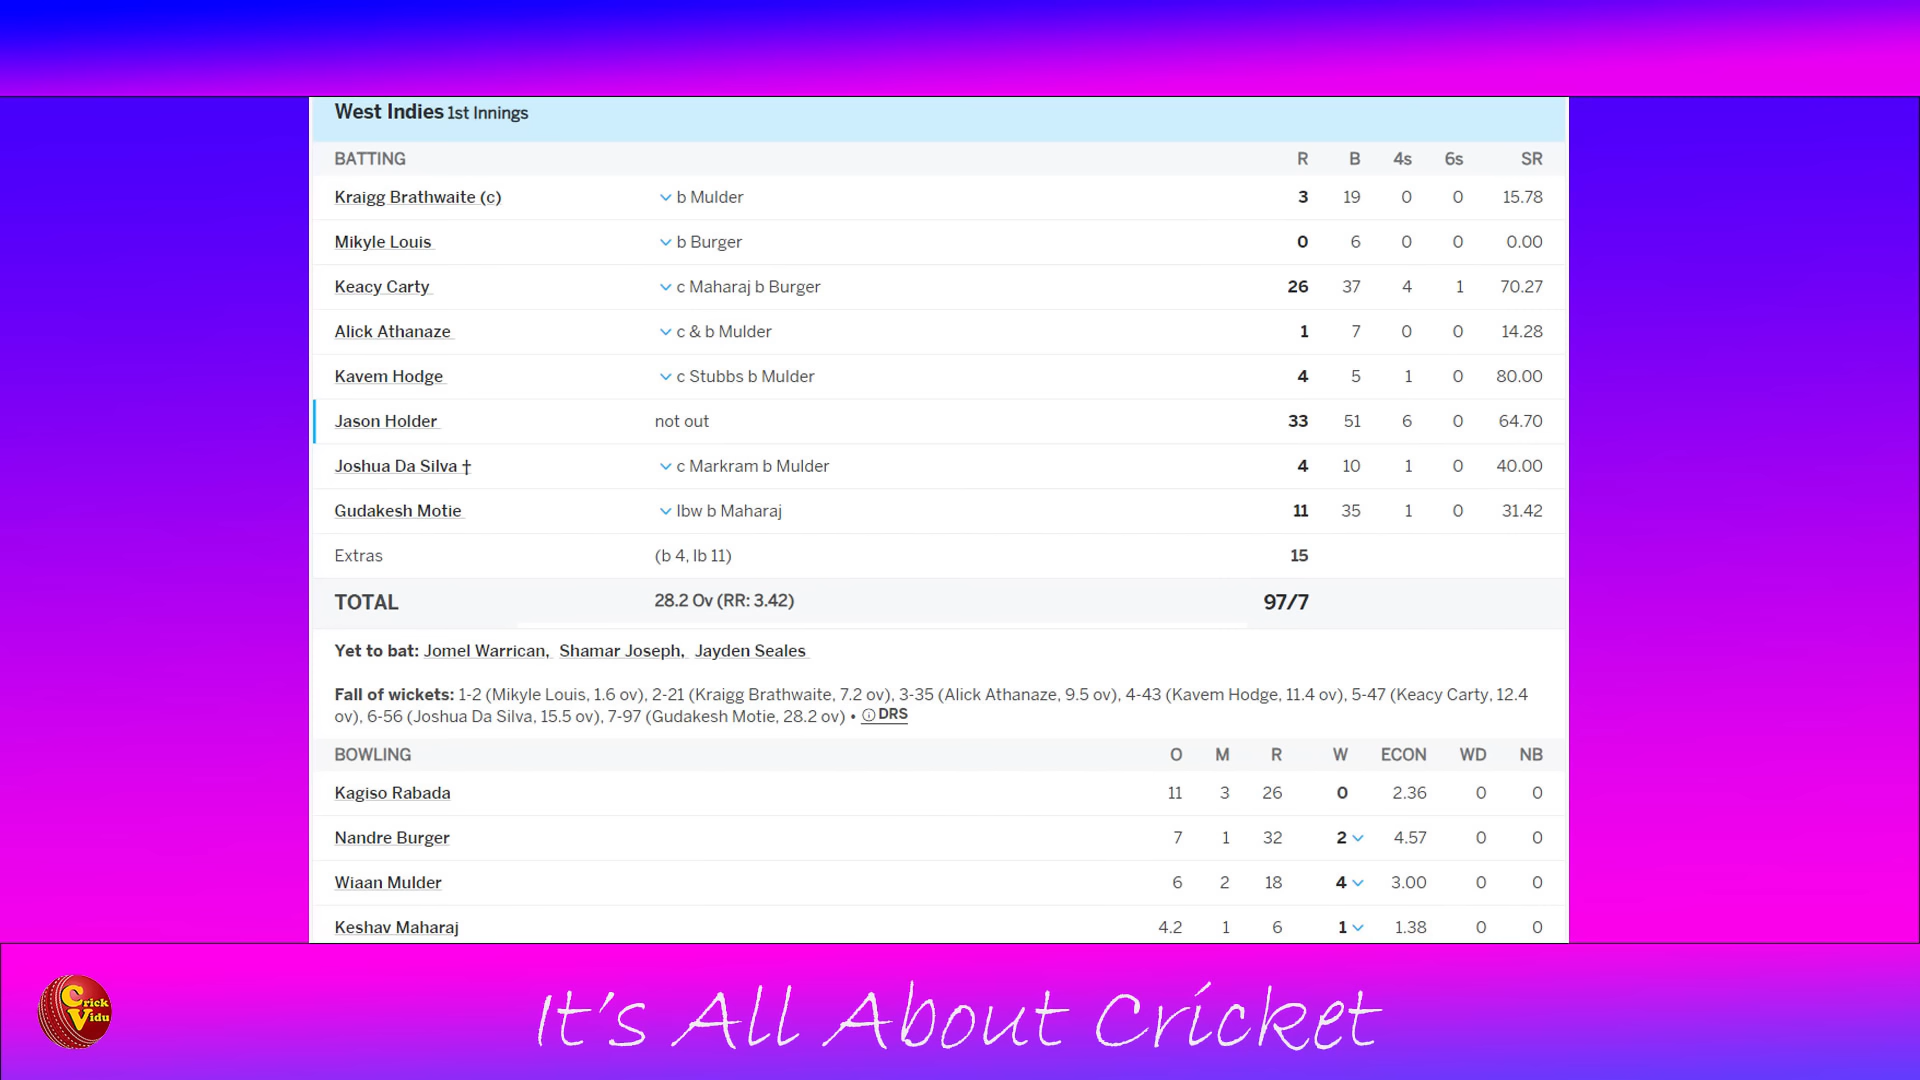 West Indies 1st Innings
BATTING R B 4s 6s SR
Kraigg Brathwaite (c) b Mulder 3 19 0 0 15.78
Mikyle Louis b Burger 0 6 0 0 0.00
Keacy Carty c Maharaj b Burger 26 37 4 1 70.27
Alick Athanaze c & b Mulder 1 7 0 0 14.28
Kavem Hodge c Stubbs b Mulder 4 5 1 0 80.00
Jason Holder not out 33 51 6 0 64.70
Joshua Da Silva † c Markram b Mulder 4 10 1 0 40.00
Gudakesh Motie lbw b Maharaj 11 35 1 0 31.42
Extras (b 4, lb 11) 15
TOTAL 28.2 Ov (RR: 3.42) 97/7
Yet to bat: Jomel Warrican, Shamar Joseph, Jayden Seales
Fall of wickets: 1-2 (Mikyle Louis, 1.6 ov), 2-21 (Kraigg Brathwaite, 7.2 ov), 3-35 (Alick Athanaze, 9.5 ov), 4-43 (Kavem Hodge, 11.4 ov), 5-47 (Keacy Carty, 12.4
ov), 6-56 (Joshua Da Silva, 15.5 ov), 7-97 (Gudakesh Motie, 28.2 ov) • DRS
BOWLING O M R W ECON WD NB
Kagiso Rabada 11 3 26 0 2.36 0 0
Nandre Burger 7 1 32 2 4.57 0 0
Wiaan Mulder 6 2 18 4 3.00 0 0
Keshav Maharaj 4.2 1 6 1 1.38 0 0
Crick
Vidu
It's All About Cricket